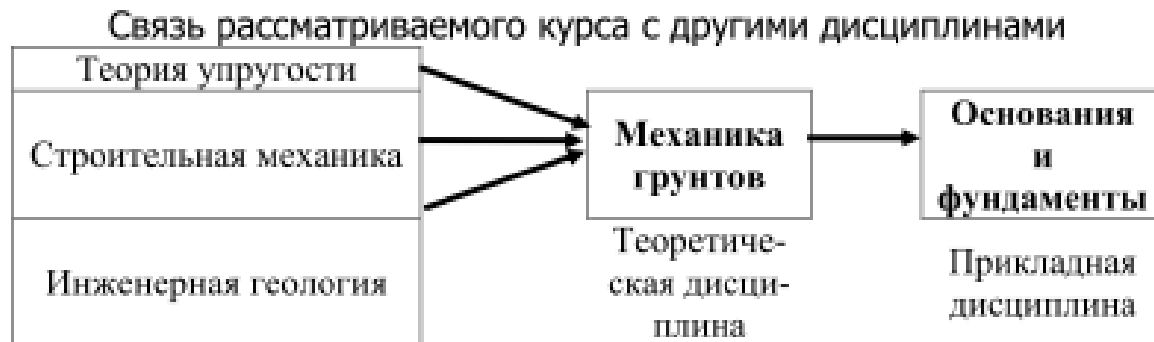 Связь рассматриваемого курса с другими дисциплинами
Теория упругости
Строительная механика
Инженерная геология
Механика
грунтов
Теоретиче-
ская дисци-
плина
Основания
и
фундаменты
Прикладная
дисциплина